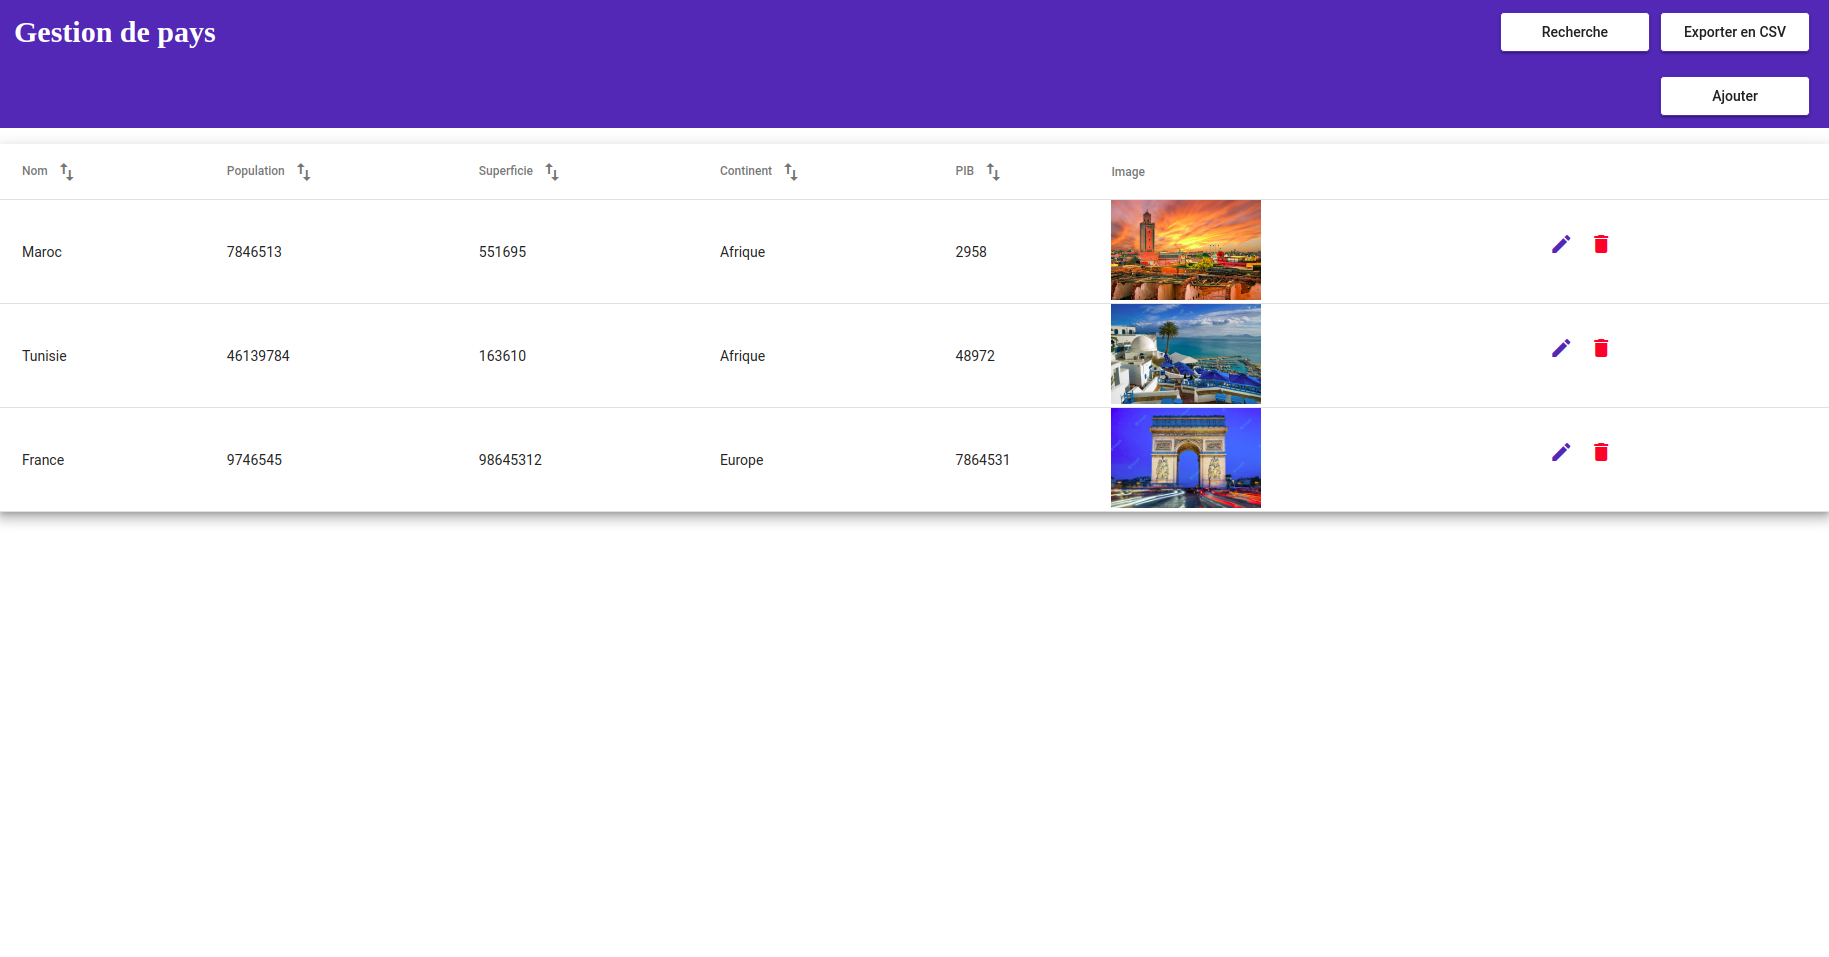 Gestion de pays
Recherche
Exporter en CSV
Ajouter
Nom Population Superficie Continent PIB Image
Maroc 7846513 551695 Afrique 2958
Tunisie 46139784 163610 Afrique 48972
France 9746545 98645312 Europe 7864531